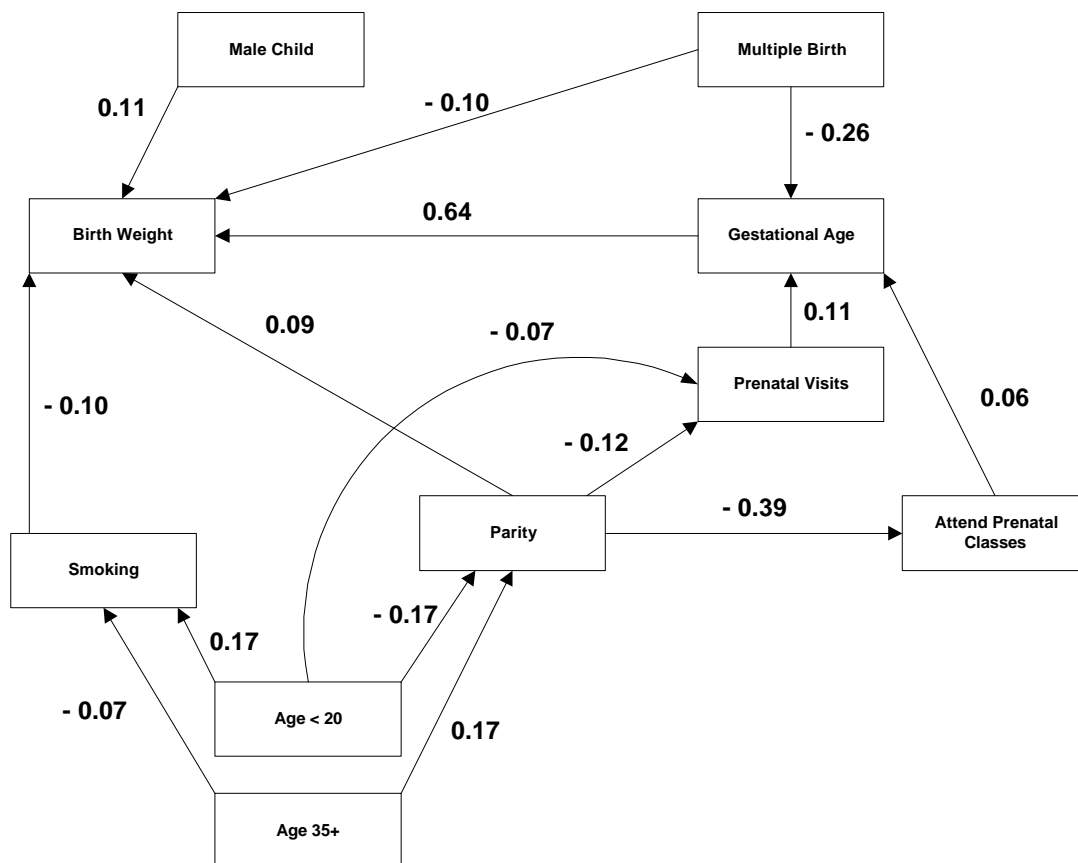 Male Child
Multiple Birth
0.11
- 0.10
- 0.26
Birth Weight
0.64
Gestational Age
0.09
- 0.07
0.11
Prenatal Visits
- 0.10
- 0.12
0.06
Parity
- 0.39
Attend Prenatal
Classes
Smoking
0.17
- 0.17
- 0.07
Age < 20
0.17
Age 35+